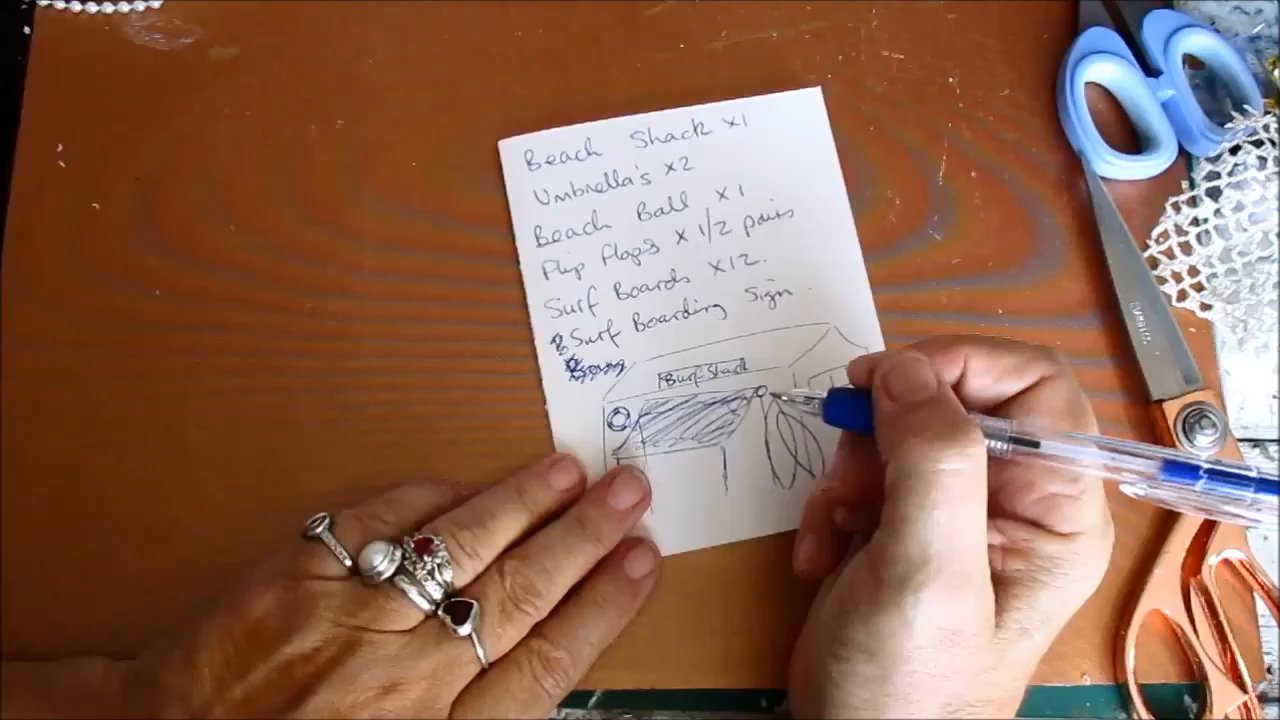 Beach Shack x1
Umbrella's x2
Beach Ball x1
Flip flops x 1/2 pairs
Surf Boards x12.
Surf Boarding Sign.
Surf Shack